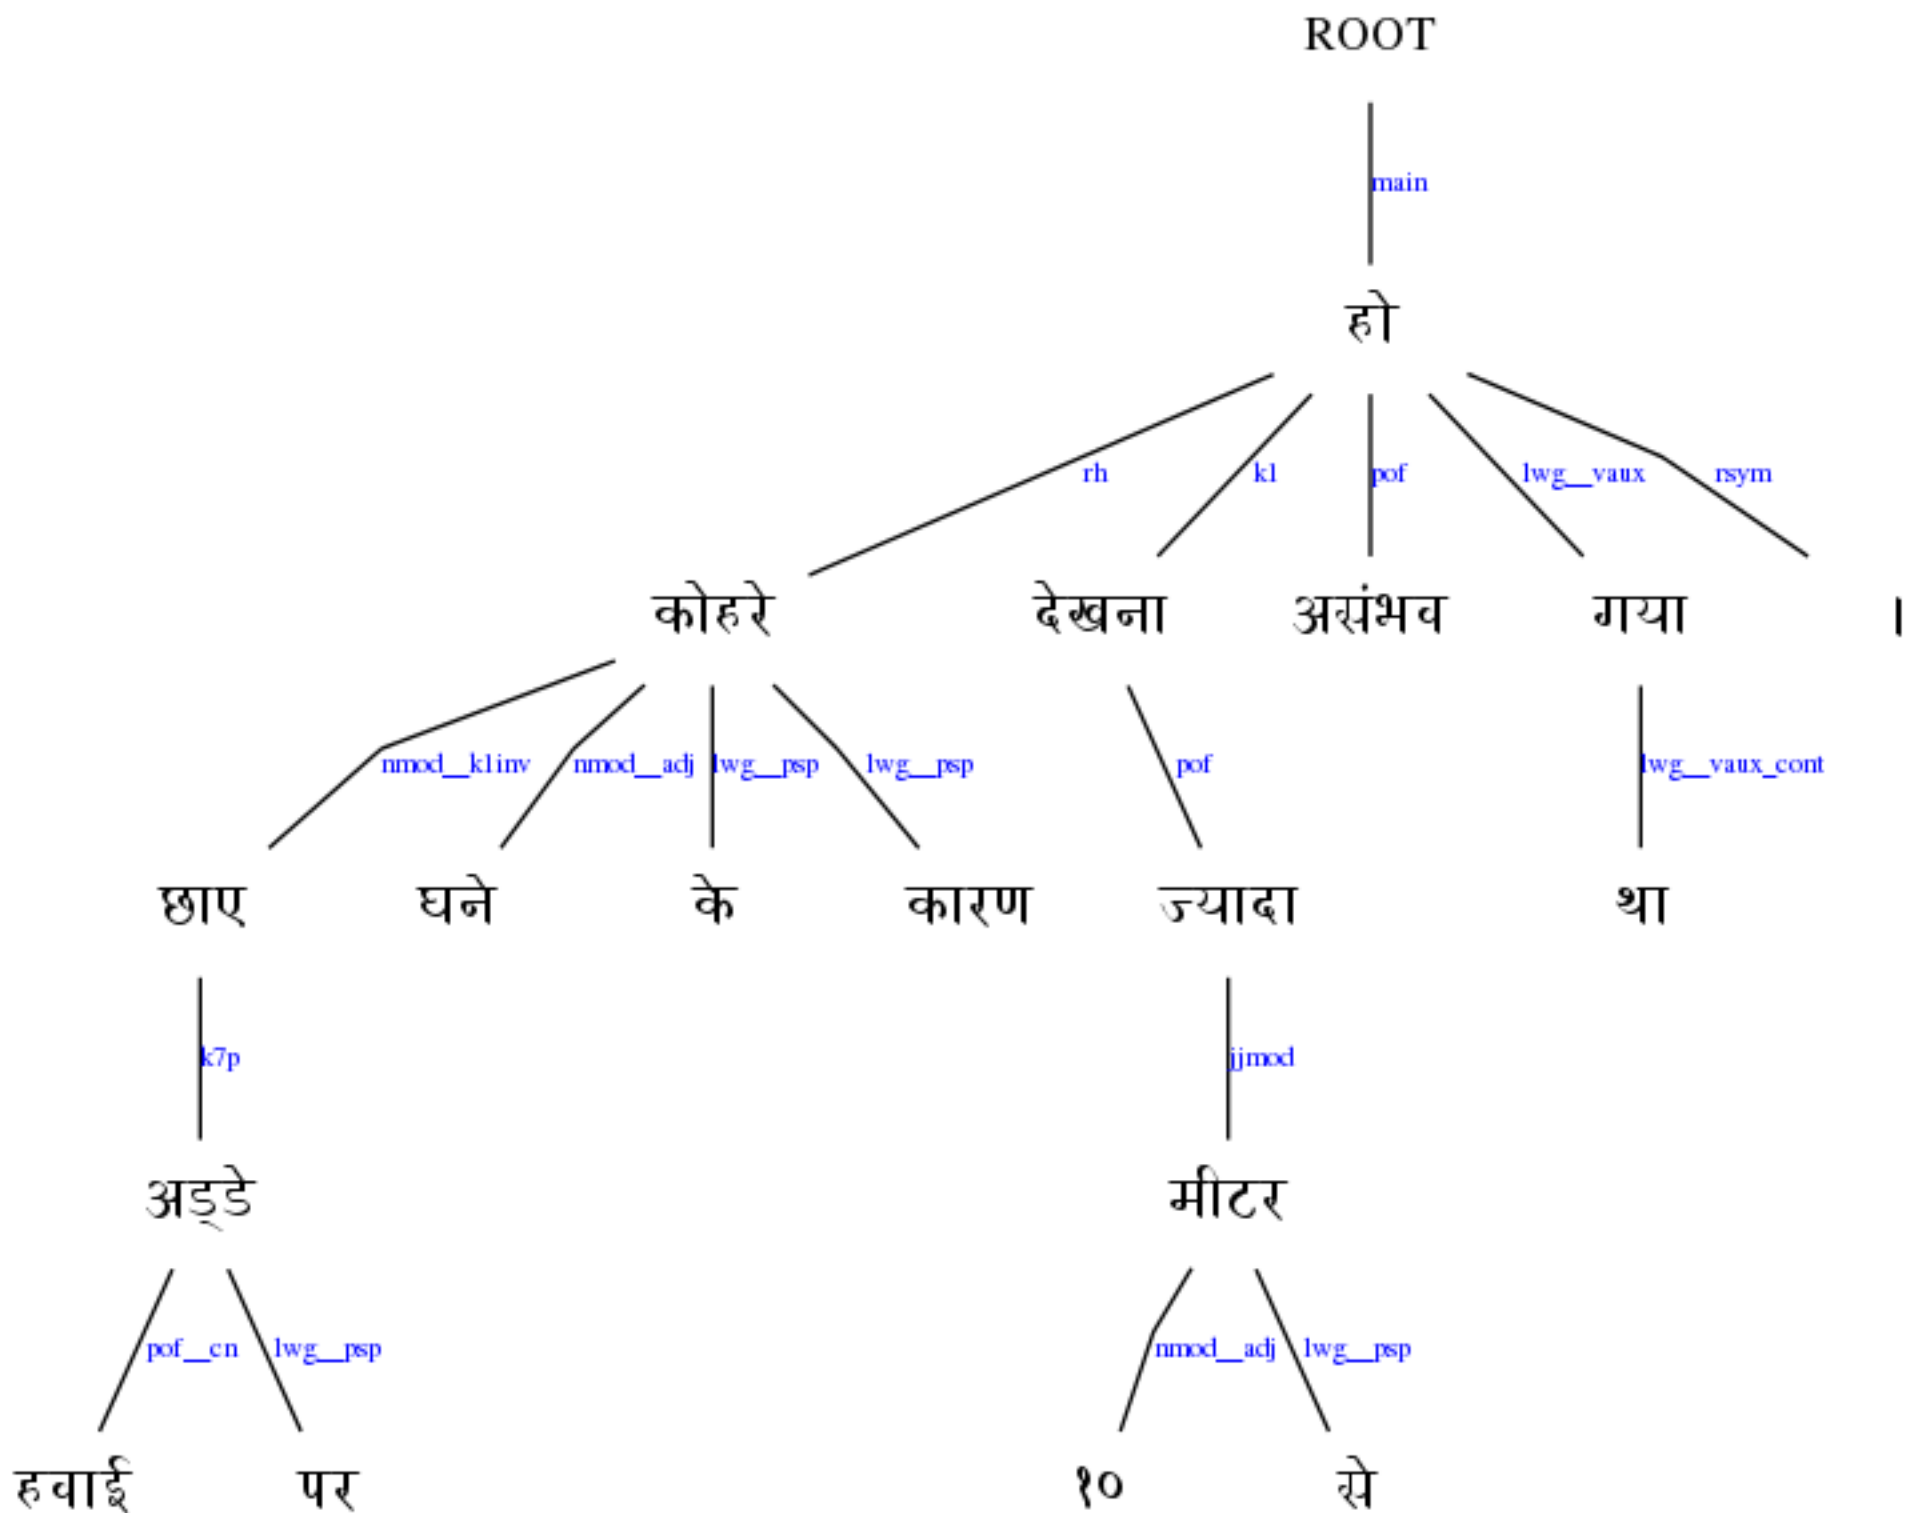 ROOT
main
हो
rh k1 pof lwg__vaux rsym
कोहरे देखना असंभव गया ।
nmod__k1inv nmod__adj lwg__psp lwg__psp pof lwg__vaux_cont
छाए घने के कारण ज्यादा था
k7p jjmod
अड्डे मीटर
pof__cn lwg__psp nmod__adj lwg__psp
हवाई पर १० से